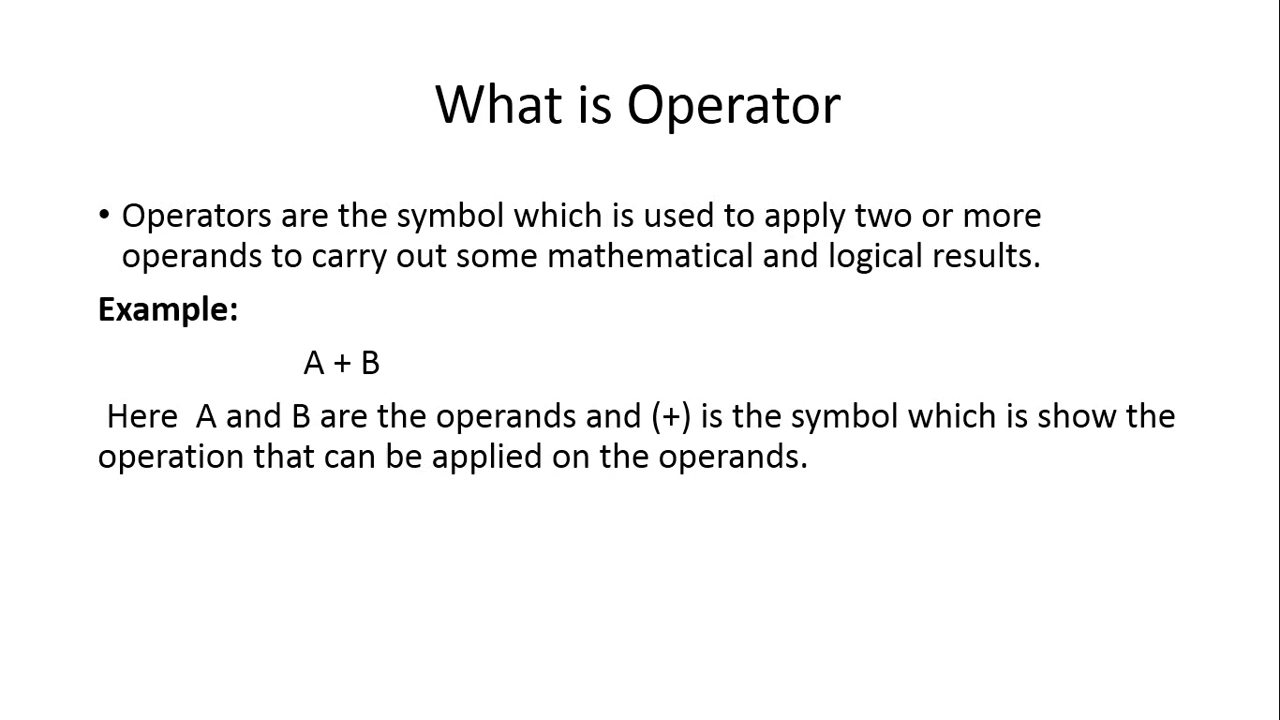 What is Operator
• Operators are the symbol which is used to apply two or more
operands to carry out some mathematical and logical results.
Example:
A + B
Here  A and B are the operands and (+) is the symbol which is show the
operation that can be applied on the operands.